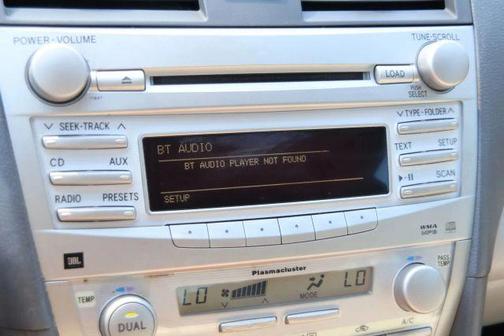 POWER·VOLUME
TUNE·SCROLL
LOAD
PUSH
SELECT
SEEK·TRACK
TYPE·FOLDER
BT AUDIO
BT AUDIO PLAYER NOT FOUND
SETUP
CD
AUX
TEXT
SETUP
RADIO
PRESETS
SCAN
WMA
JBL
Plasmacluster
TEMP
LO
MODE
LO
PASS
TEMP
DUAL
A/C